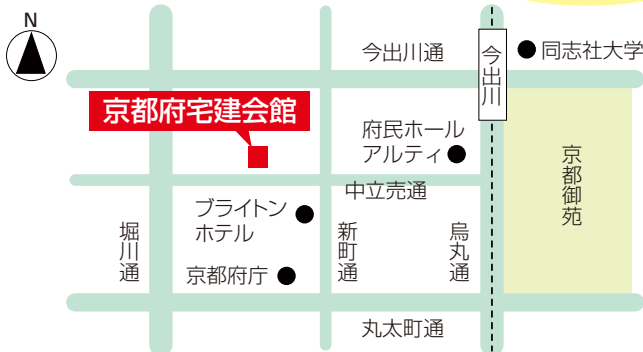 N
今出川通
今出川
同志社大学
京都府宅建会館
府民ホール
アルティ
京都御苑
中立売通
ブライトン
ホテル
堀川通
新町通
烏丸通
京都府庁
丸太町通